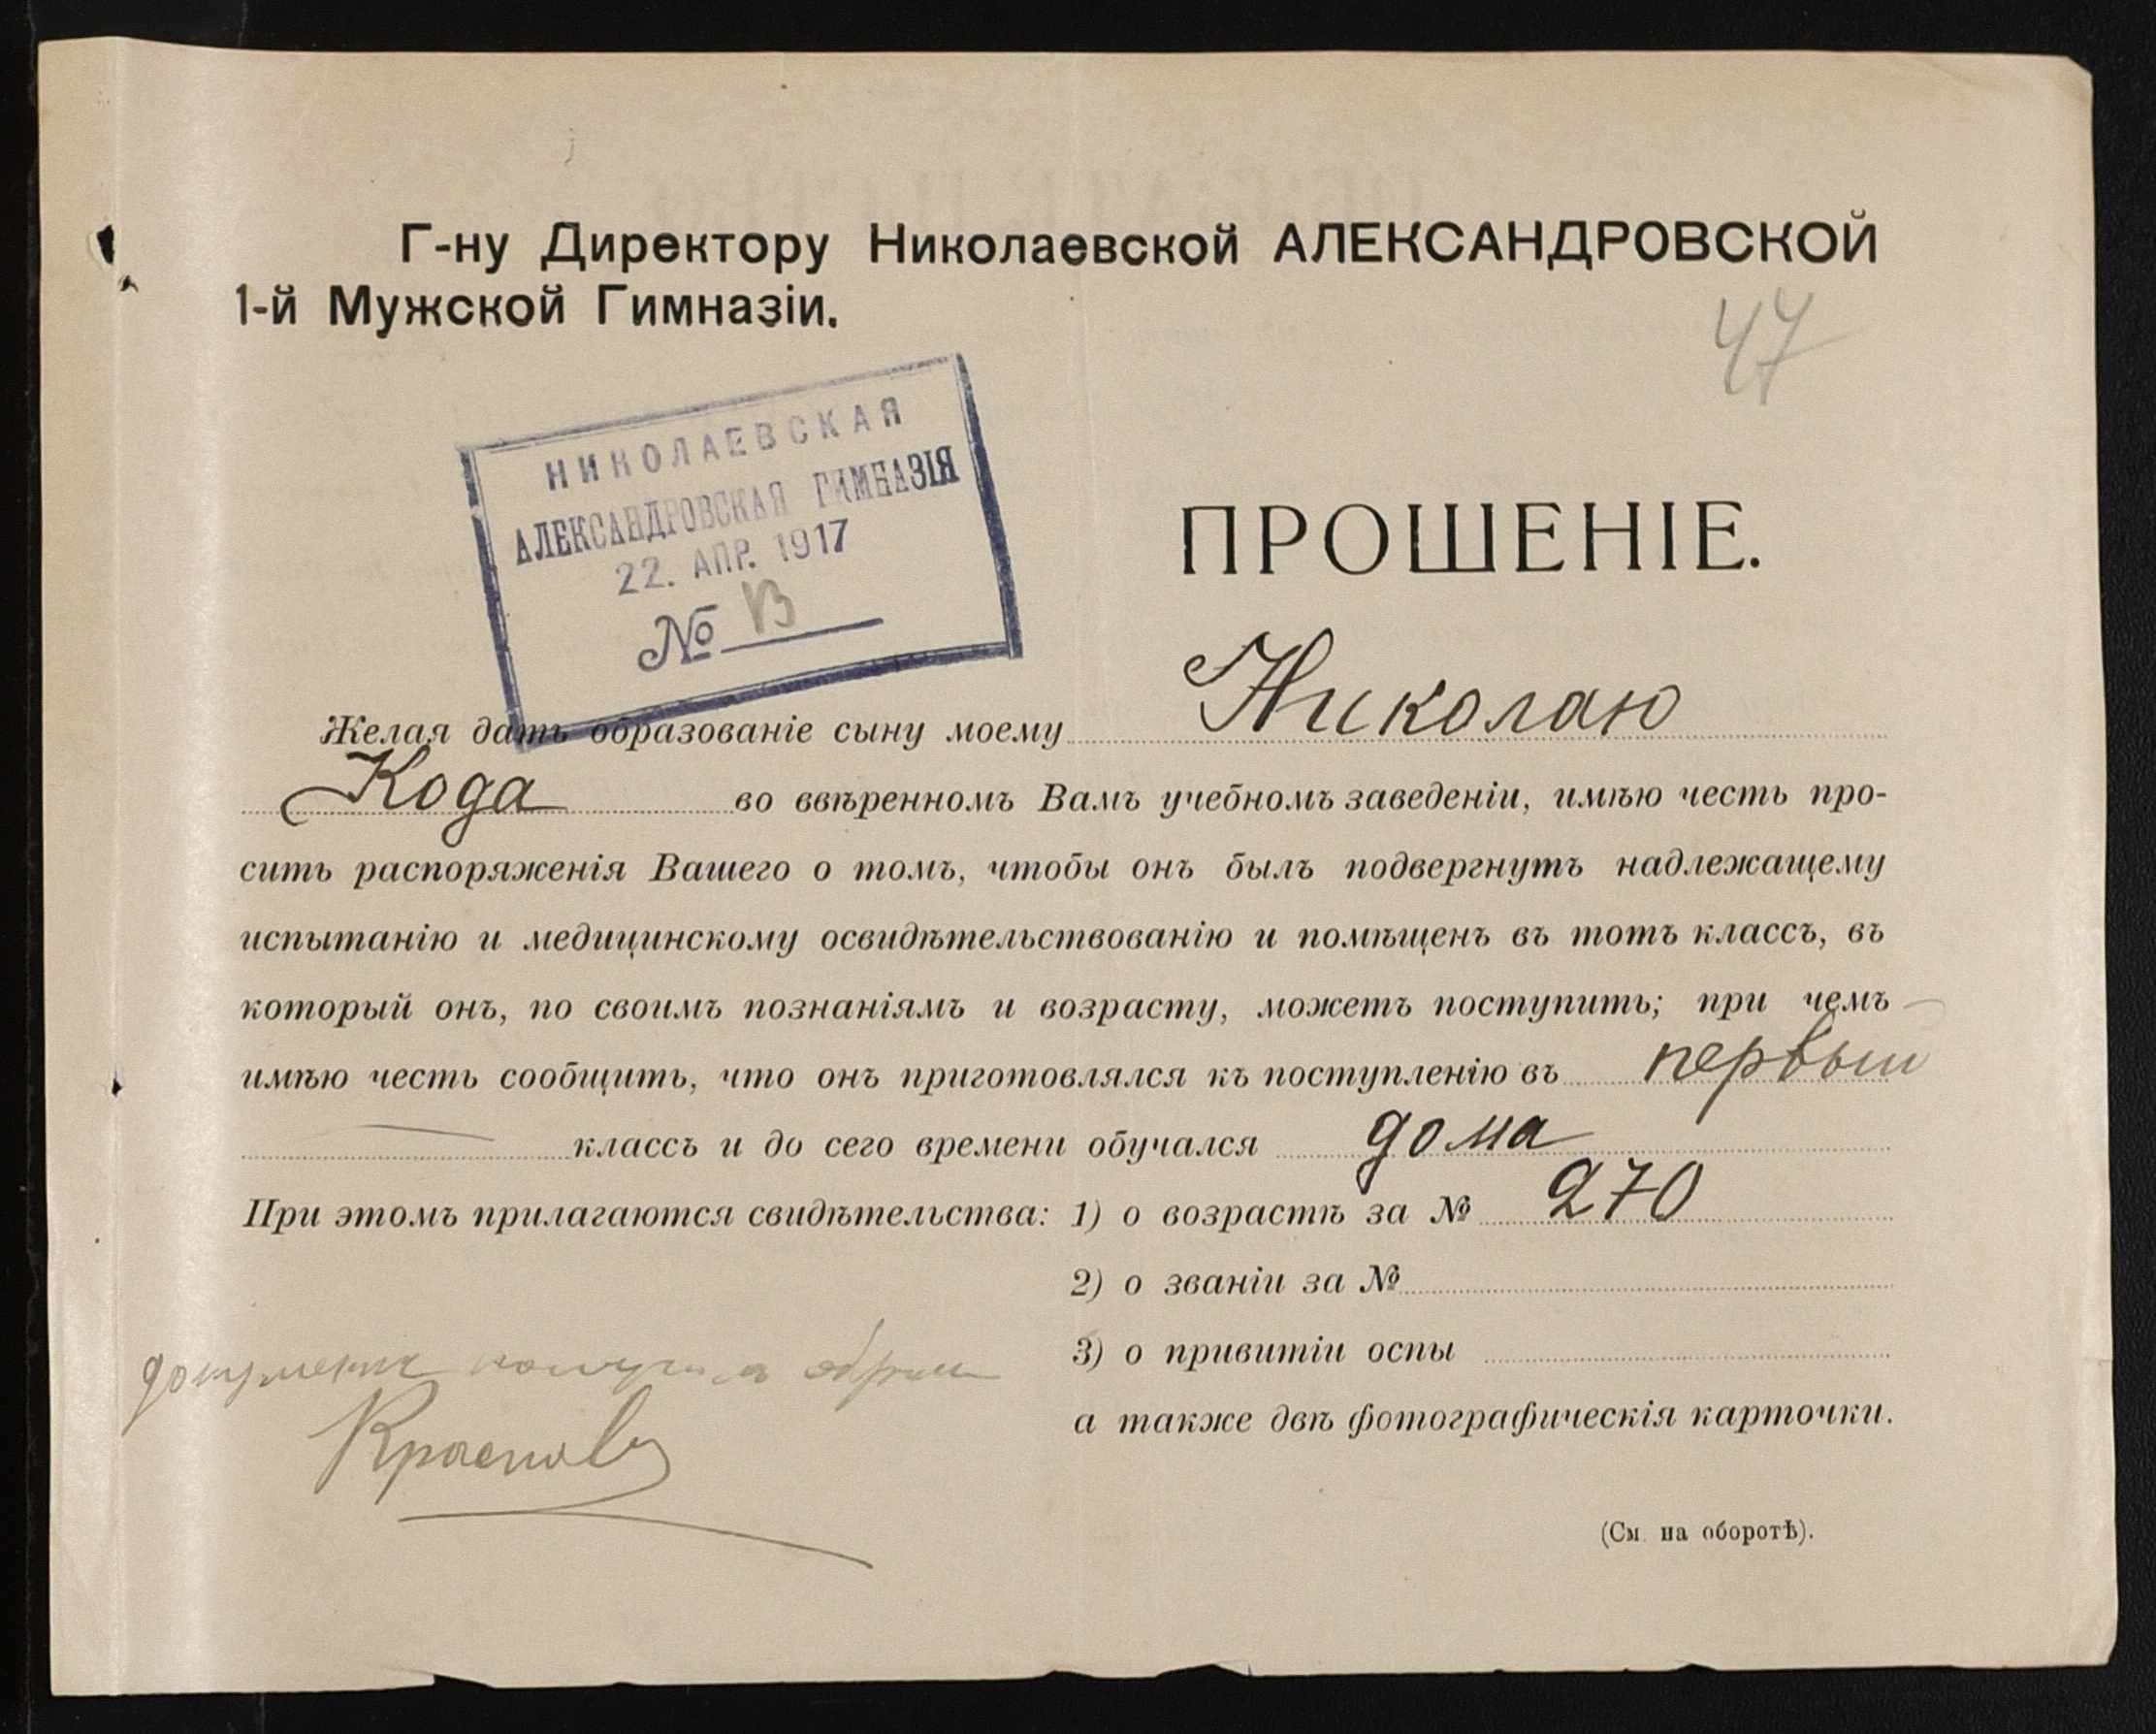 Г-ну Директору Николаевской АЛЕКСАНДРОВСКОЙ
1-й Мужской Гимназіи.
47
НИКОЛАЕВСКАЯ
АЛЕКСАНДРОВСКАЯ ГИМНАЗІЯ
22. АПР. 1917
№
ПРОШЕНІЕ.
Желая дать образованіе сыну моему Николаю
Кода во ввѣренномъ Вамъ учебномъ заведеніи, имѣю честь про-
сить распоряженія Вашего о томъ, чтобы онъ былъ подвергнутъ надлежащему
испытанію и медицинскому освидѣтельствованію и помѣщенъ въ тотъ классъ, въ
который онъ, по своимъ познаніямъ и возрасту, можетъ поступить; при чемъ
имѣю честь сообщить, что онъ приготовлялся къ поступленію въ первый
классъ и до сего времени обучался дома
При этомъ прилагаются свидѣтельства: 1) о возрастѣ за № 270
2) о званіи за №
3) о привитіи оспы
а также двѣ фотографическія карточки.
(См. на оборотѣ).